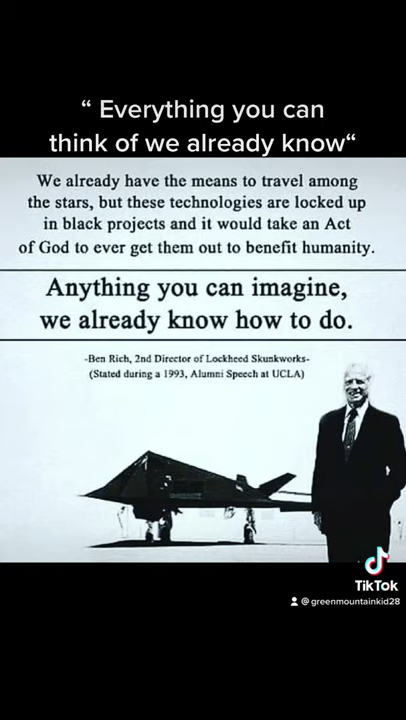 “ Everything you can
think of we already know“
We already have the means to travel among
the stars, but these technologies are locked up
in black projects and it would take an Act
of God to ever get them out to benefit humanity.
Anything you can imagine,
we already know how to do.
-Ben Rich, 2nd Director of Lockheed Skunkworks-
(Stated during a 1993, Alumni Speech at UCLA)
TikTok
@greenmountainkid28